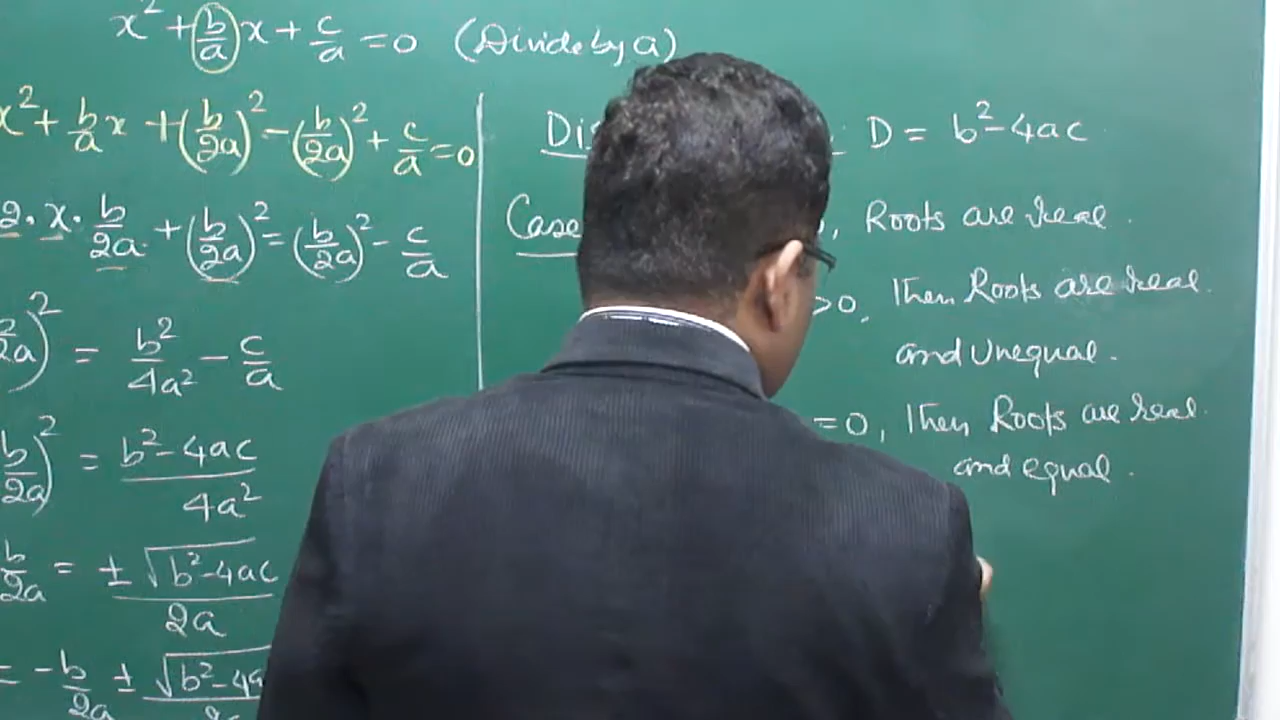 x² + b/a x + c/a = 0 (Divide by a)
x² + b/a x + (b/2a)² - (b/2a)² + c/a = 0
2 · x · b/2a + (b/2a)² = (b/2a)² - c/a
2a)² = b²/4a² - c/a
b/2a)² = b² - 4ac / 4a²
b/2a = ± √b² - 4ac / 2a
= -b/2a ± √b² - 4a
D = b² - 4ac
Case , Roots are real .
>0, Then Roots are real .
and Unequal .
=0, Then Roots are real .
and equal .